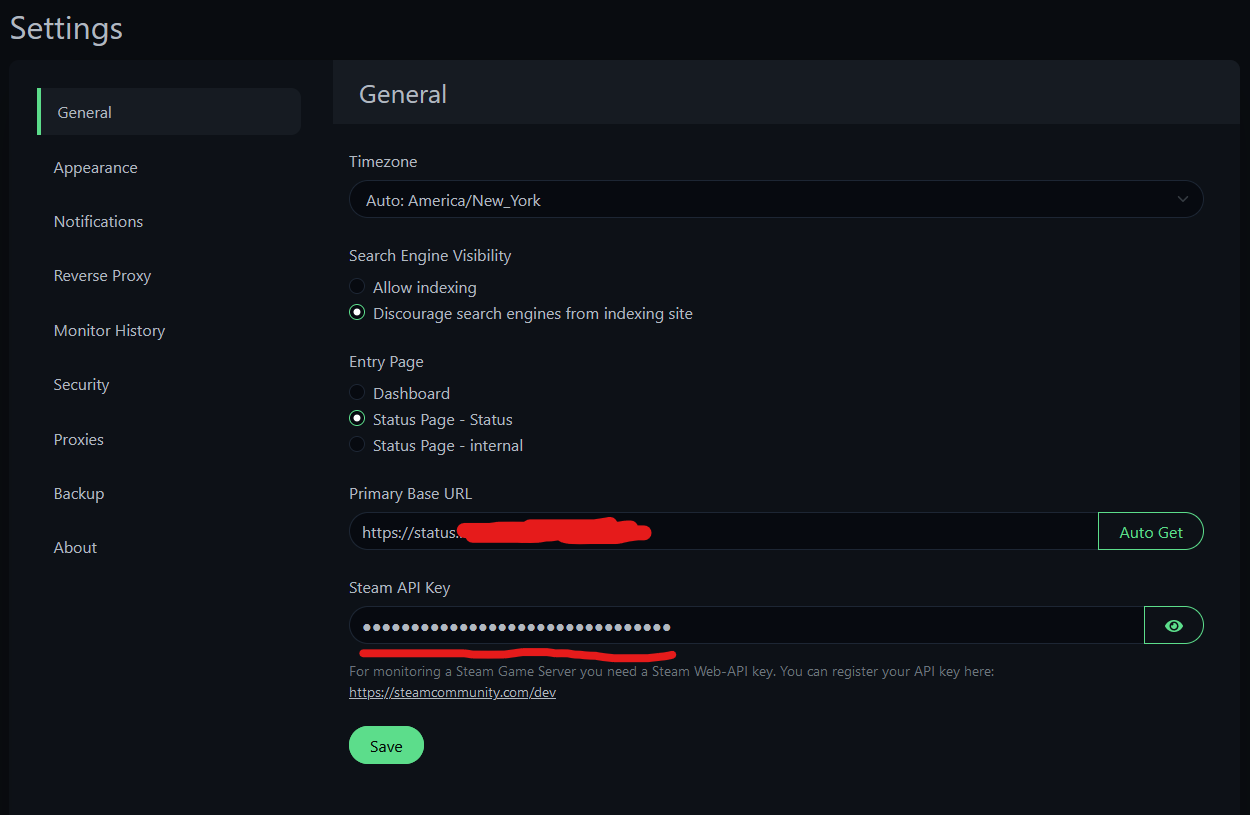 Settings
General
Appearance
Notifications
Reverse Proxy
Monitor History
Security
Proxies
Backup
About
General
Timezone
Auto: America/New_York
Search Engine Visibility
Allow indexing
Discourage search engines from indexing site
Entry Page
Dashboard
Status Page - Status
Status Page - internal
Primary Base URL
https://status.
Auto Get
Steam API Key
For monitoring a Steam Game Server you need a Steam Web-API key. You can register your API key here:
https://steamcommunity.com/dev
Save